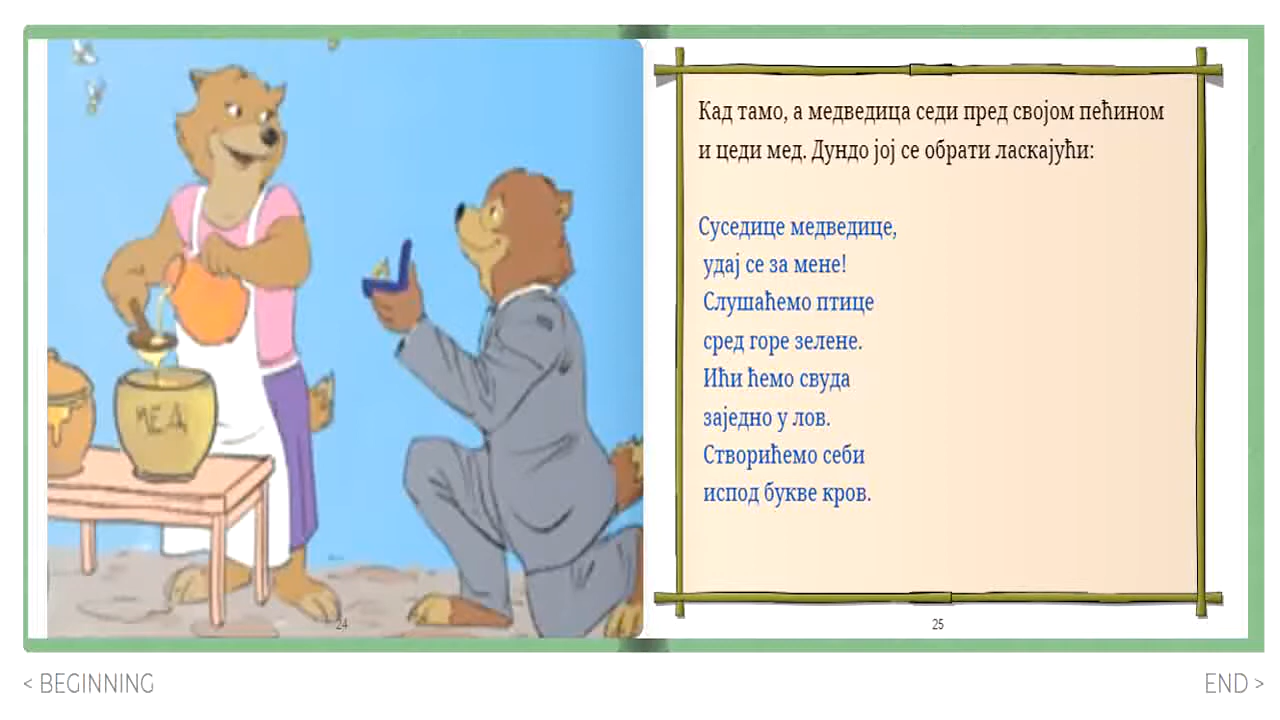 МЕД
24
Кад тамо, а медведица седи пред својом пећином
и цеди мед. Дундо јој се обрати ласкајући:
Суседице медведице,
удај се за мене!
Слушаћемо птице
сред горе зелене.
Ићи ћемо свуда
заједно у лов.
Створићемо себи
испод букве кров.
25
< BEGINNING
END >